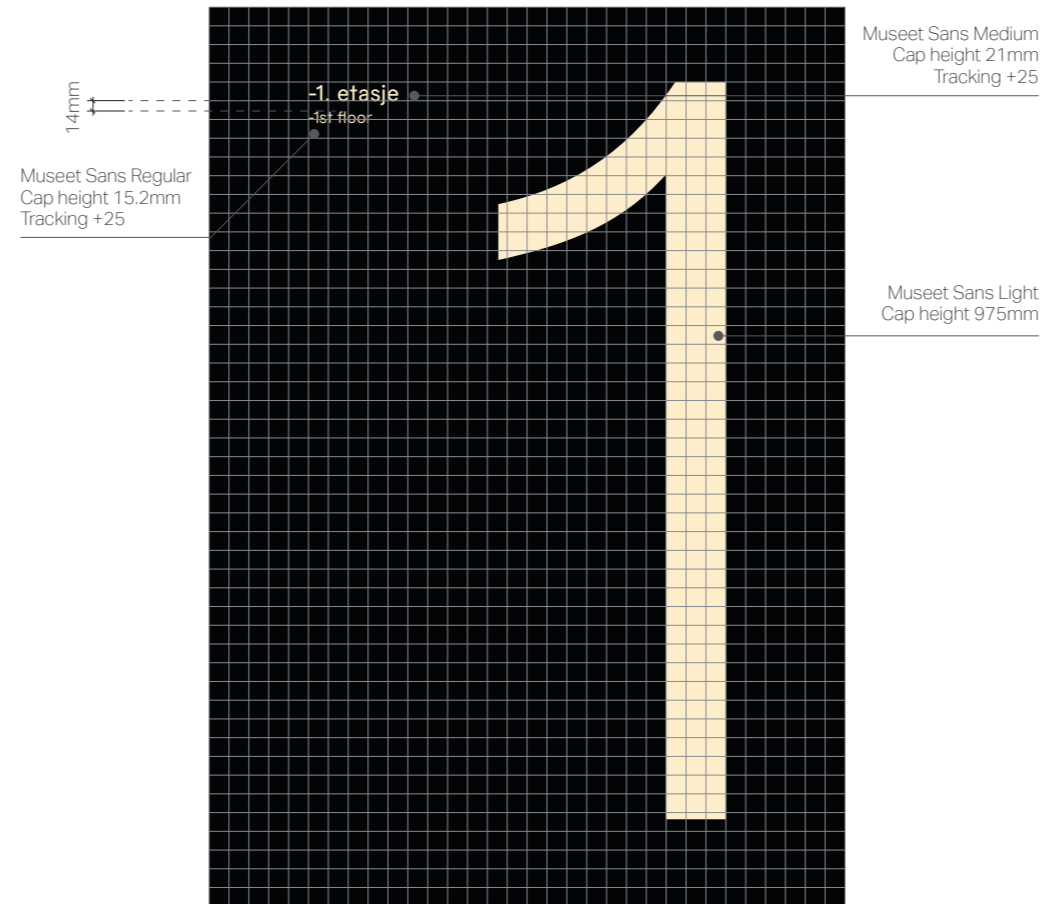 Museet Sans Medium
Cap height 21mm
Tracking +25
-1. etasje
-1st floor
14mm
Museet Sans Regular
Cap height 15.2mm
Tracking +25
Museet Sans Light
Cap height 975mm
1